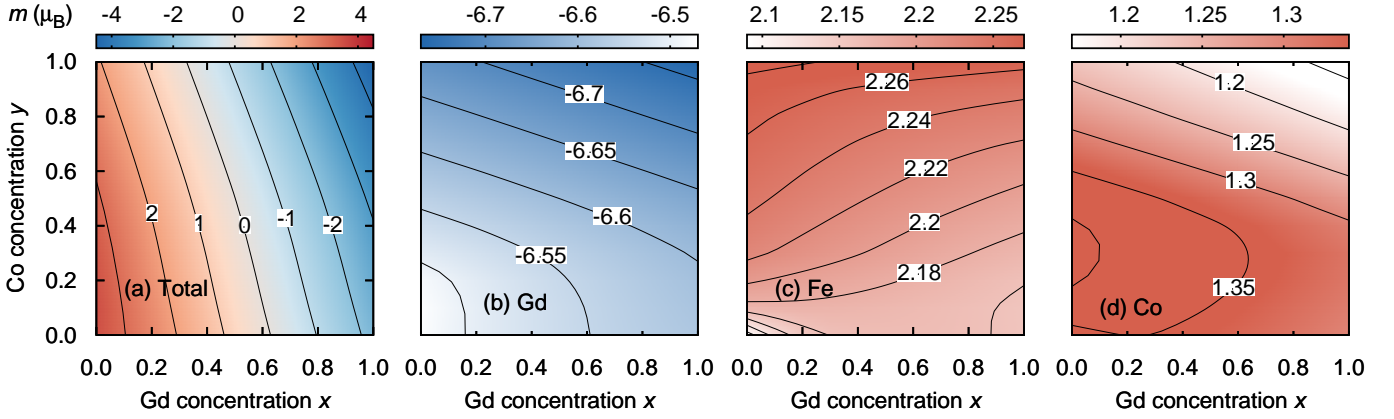 m (μB) -4 -2 0 2 4 -6.7 -6.6 -6.5 2.1 2.15 2.2 2.25 1.2 1.25 1.3
Co concentration y
1.0
0.8
0.6
0.4
0.2
0.0
2 1 0 -1 -2
(a) Total
0.0 0.2 0.4 0.6 0.8 1.0
Gd concentration x
-6.7
-6.65
-6.6
-6.55
(b) Gd
0.0 0.2 0.4 0.6 0.8 1.0
Gd concentration x
2.26
2.24
2.22
2.2
2.18
(c) Fe
0.0 0.2 0.4 0.6 0.8 1.0
Gd concentration x
1.2
1.25
1.3
1.35
(d) Co
0.0 0.2 0.4 0.6 0.8 1.0
Gd concentration x